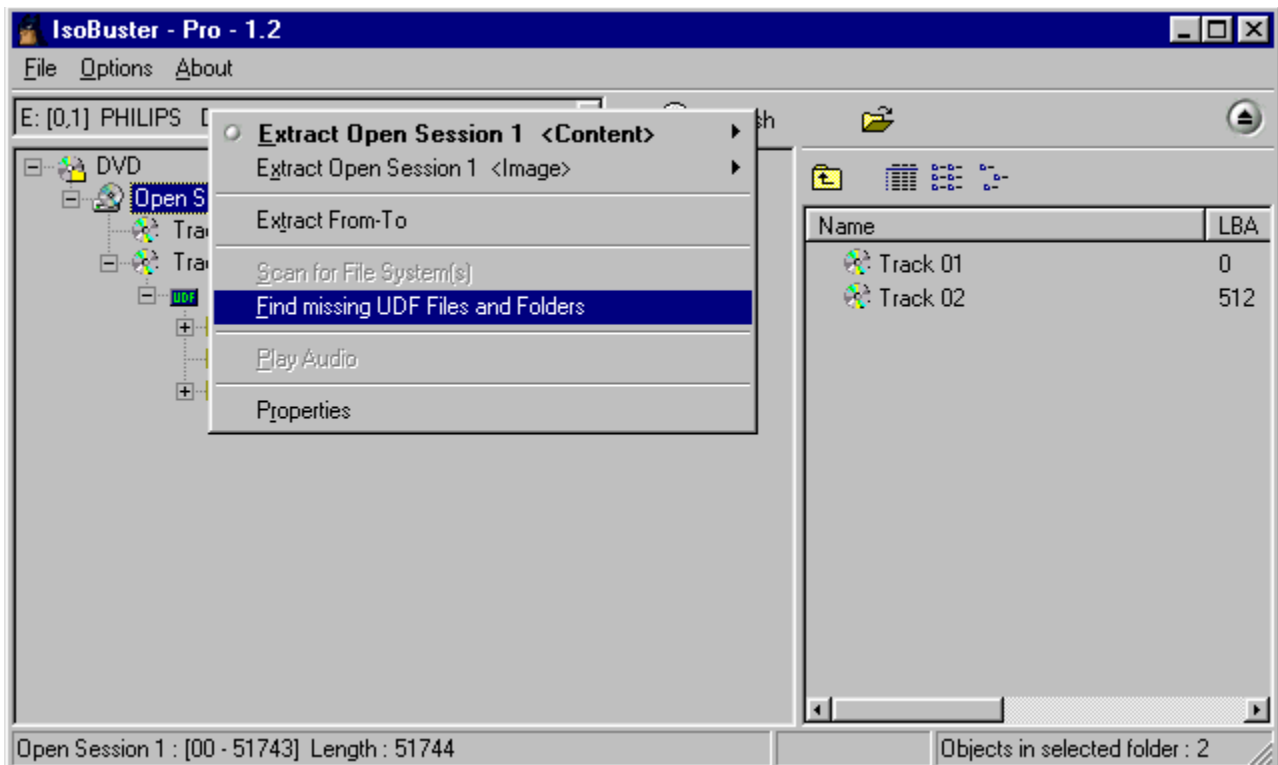 IsoBuster - Pro - 1.2
File Options About
E: [0,1] PHILIPS
Extract Open Session 1 <Content>
Extract Open Session 1 <Image>
Extract From-To
Scan for File System(s)
Find missing UDF Files and Folders
Play Audio
Properties
DVD
Open S
Tra
Tra
UDF
Name LBA
Track 01 0
Track 02 512
Open Session 1 : [00 - 51743] Length : 51744
Objects in selected folder : 2